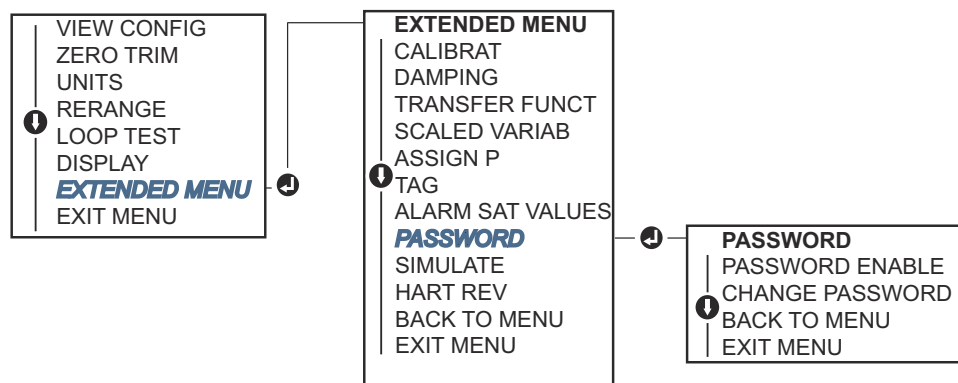 VIEW CONFIG
ZERO TRIM
UNITS
RERANGE
LOOP TEST
DISPLAY
EXTENDED MENU
EXIT MENU
EXTENDED MENU
CALIBRAT
DAMPING
TRANSFER FUNCT
SCALED VARIAB
ASSIGN P
TAG
ALARM SAT VALUES
PASSWORD
SIMULATE
HART REV
BACK TO MENU
EXIT MENU
PASSWORD
PASSWORD ENABLE
CHANGE PASSWORD
BACK TO MENU
EXIT MENU